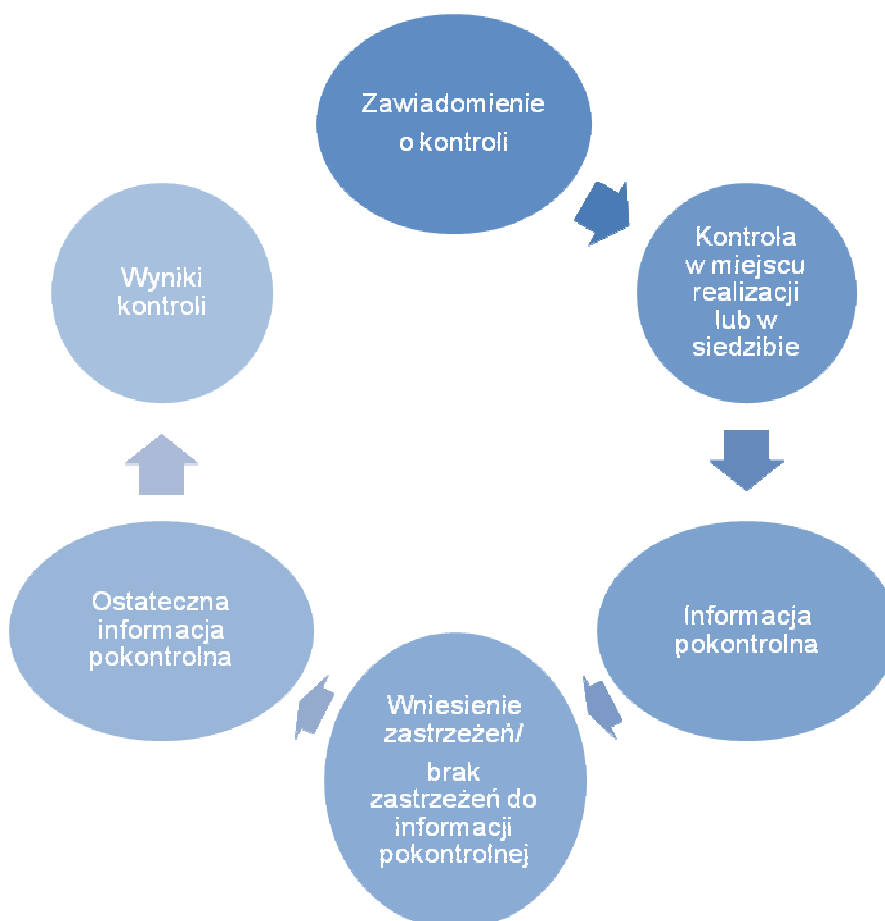 Zawiadomienie
o kontroli
Kontrola
w miejscu
realizacji
lub w
siedzibie
Informacja
pokontrolna
Wniesienie
zastrzeżeń/
brak
zastrzeżeń do
informacji
pokontrolnej
Ostateczna
informacja
pokontrolna
Wyniki
kontroli